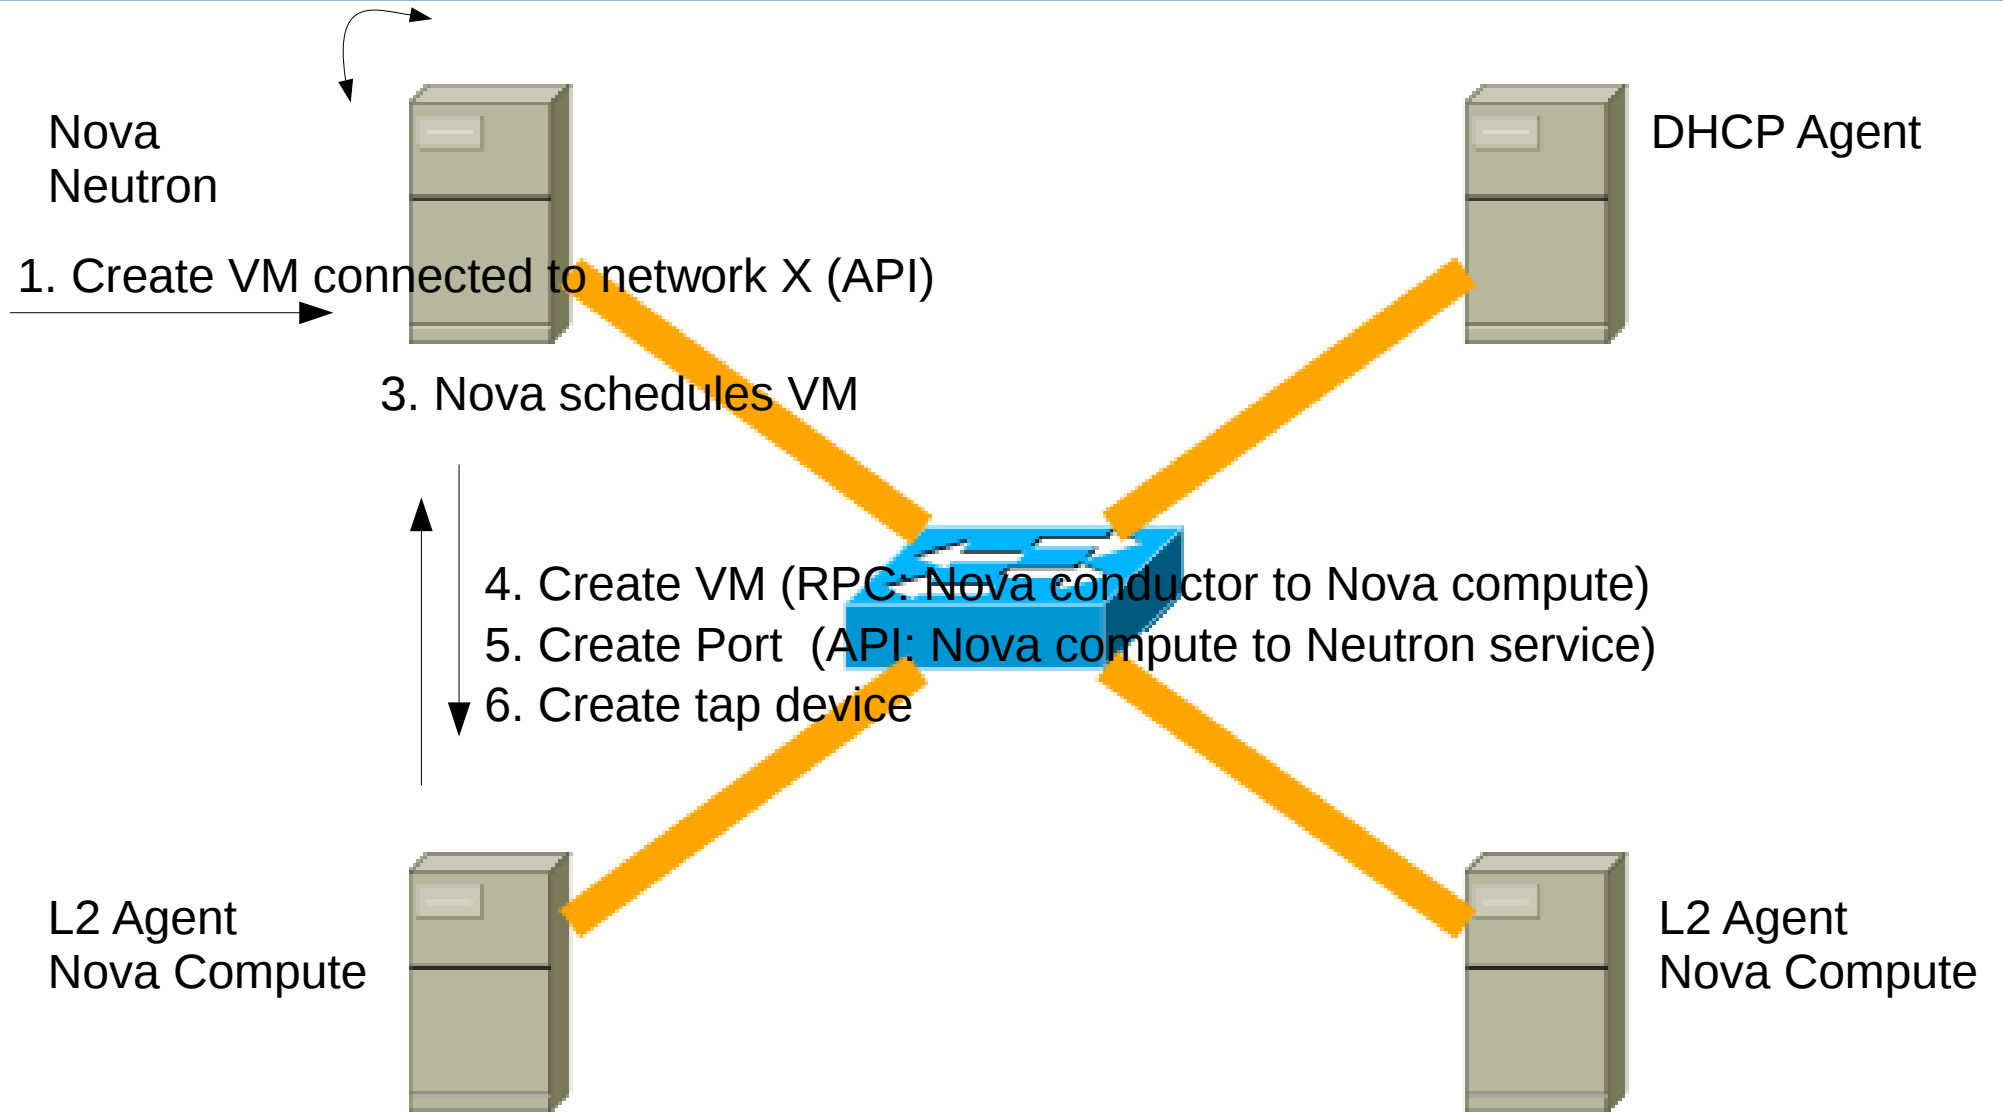 Nova
Neutron
DHCP Agent
1. Create VM connected to network X (API)
3. Nova schedules VM
4. Create VM (RPC: Nova conductor to Nova compute)
5. Create Port  (API: Nova compute to Neutron service)
6. Create tap device
L2 Agent
Nova Compute
L2 Agent
Nova Compute